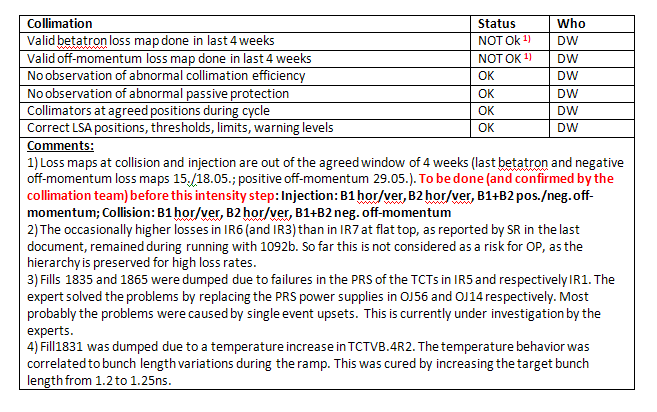 Collimation Status Who
Valid betatron loss map done in last 4 weeks NOT Ok 1) DW
Valid off-momentum loss map done in last 4 weeks NOT OK 1) DW
No observation of abnormal collimation efficiency OK DW
No observation of abnormal passive protection OK DW
Collimators at agreed positions during cycle OK DW
Correct LSA positions, thresholds, limits, warning levels OK DW
Comments:
1) Loss maps at collision and injection are out of the agreed window of 4 weeks (last betatron and negative
off-momentum loss maps 15./18.05.; positive off-momentum 29.05.). To be done (and confirmed by the
collimation team) before this intensity step: Injection: B1 hor/ver, B2 hor/ver, B1+B2 pos./neg. off-
momentum; Collision: B1 hor/ver, B2 hor/ver, B1+B2 neg. off-momentum
2) The occasionally higher losses in IR6 (and IR3) than in IR7 at flat top, as reported by SR in the last
document, remained during running with 1092b. So far this is not considered as a risk for OP, as the
hierarchy is preserved for high loss rates.
3) Fills 1835 and 1865 were dumped due to failures in the PRS of the TCTs in IR5 and respectively IR1. The
expert solved the problems by replacing the PRS power supplies in OJ56 and OJ14 respectively. Most
probably the problems were caused by single event upsets. This is currently under investigation by the
experts.
4) Fill1831 was dumped due to a temperature increase in TCTVB.4R2. The temperature behavior was
correlated to bunch length variations during the ramp. This was cured by increasing the target bunch
length from 1.2 to 1.25ns.